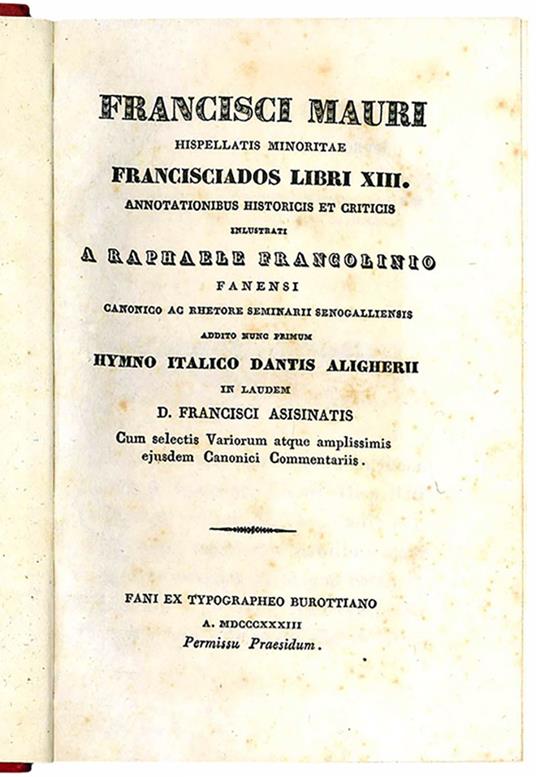 FRANCISCI MAURI
HISPELLATIS MINORITAE
FRANCISCIADOS LIBRI XIII.
ANNOTATIONIBUS HISTORICIS ET CRITICIS
INLUSTRATI
A RAPHAELE FRANCOLINIO
FANENSI
CANONICO AC RHETORE SEMINARII SENOGALLIENSIS
ADDITO NUNC PRIMUM
HYMNO ITALICO DANTIS ALIGHERII
IN LAUDEM
D. FRANCISCI ASISINATIS
Cum selectis Variorum atque amplissimis
ejusdem Canonici Commentariis.
FANI EX TYPOGRAPHEO BUROTTIANO
A. MDCCCXXXIII
Permissu Praesidum.